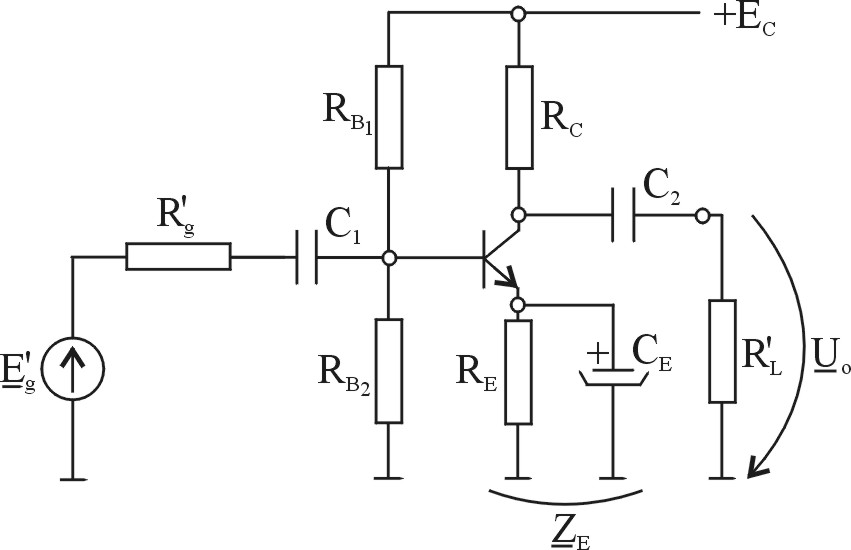 +E_C
R_B1
R_C
R'_g
C_1
C_2
E'_g
R_B2
R_E
+
C_E
R'_L
U_o
Z_E